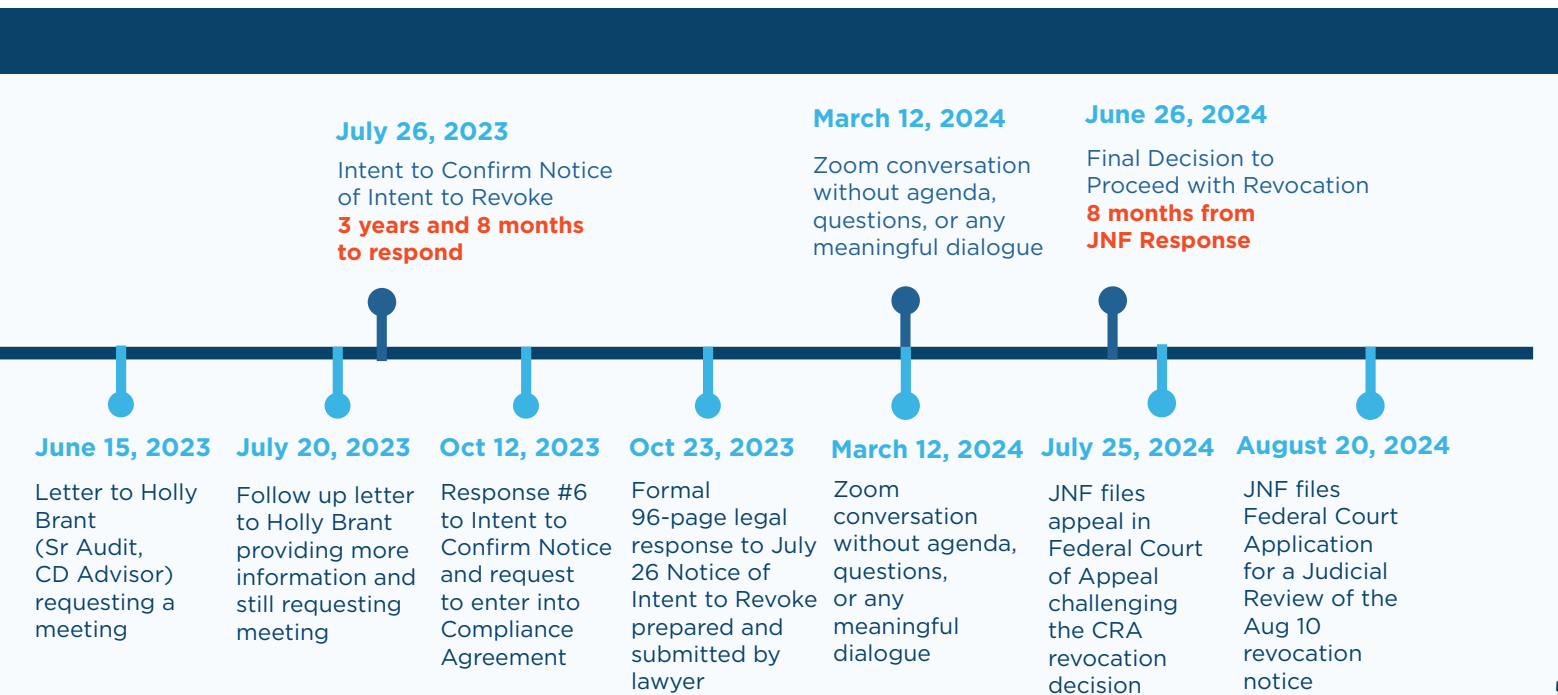 July 26, 2023
Intent to Confirm Notice
of Intent to Revoke
3 years and 8 months
to respond
March 12, 2024
Zoom conversation
without agenda,
questions, or any
meaningful dialogue
June 26, 2024
Final Decision to
Proceed with Revocation
8 months from
JNF Response
June 15, 2023
Letter to Holly
Brant
(Sr Audit,
CD Advisor)
requesting a
meeting
July 20, 2023
Follow up letter
to Holly Brant
providing more
information and
still requesting
meeting
Oct 12, 2023
Response #6
to Intent to
Confirm Notice
and request
to enter into
Compliance
Agreement
Oct 23, 2023
Formal
96-page legal
response to July
26 Notice of
Intent to Revoke
prepared and
submitted by
lawyer
March 12, 2024
Zoom
conversation
without agenda,
questions,
or any
meaningful
dialogue
July 25, 2024
JNF files
appeal in
Federal Court
of Appeal
challenging
the CRA
revocation
decision
August 20, 2024
JNF files
Federal Court
Application
for a Judicial
Review of the
Aug 10
revocation
notice